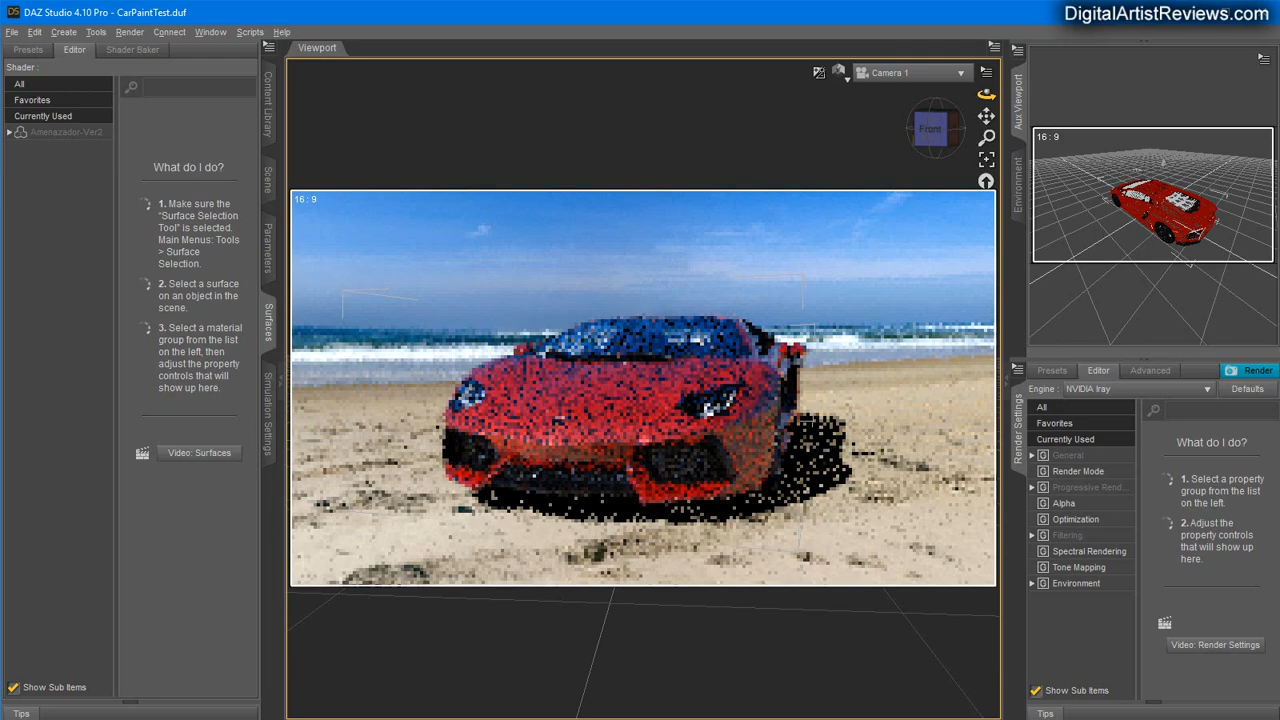 DAZ Studio 4.10 Pro - CarPaintTest.duf
DigitalArtistReviews.com
File Edit Create Tools Render Connect Window Scripts Help
Presets Editor Shader Baker
Shader :
All
Favorites
Currently Used
Amenazador-Ver2
What do I do?
1. Make sure the
"Surface Selection
Tool" is selected.
Main Menus: Tools
> Surface
Selection.
2. Select a surface
on an object in the
scene.
3. Select a material
group from the list
on the left, then
adjust the property
controls that will
show up here.
Video: Surfaces
Show Sub Items
Tips
Content Library
Scene
Parameters
Surfaces
Simulation Settings
Viewport
Camera 1
Front
16 : 9
Aux Viewport
Environment
16 : 9
Render Settings
Presets Editor Advanced Render
Engine : NVIDIA Iray Defaults
All
Favorites
Currently Used
G General
G Render Mode
G Progressive Rend...
G Alpha
G Optimization
G Filtering
G Spectral Rendering
G Tone Mapping
G Environment
What do I do?
1. Select a property
group from the list
on the left.
2. Adjust the
property controls
that will show up
here.
Video: Render Settings
Show Sub Items
Tips